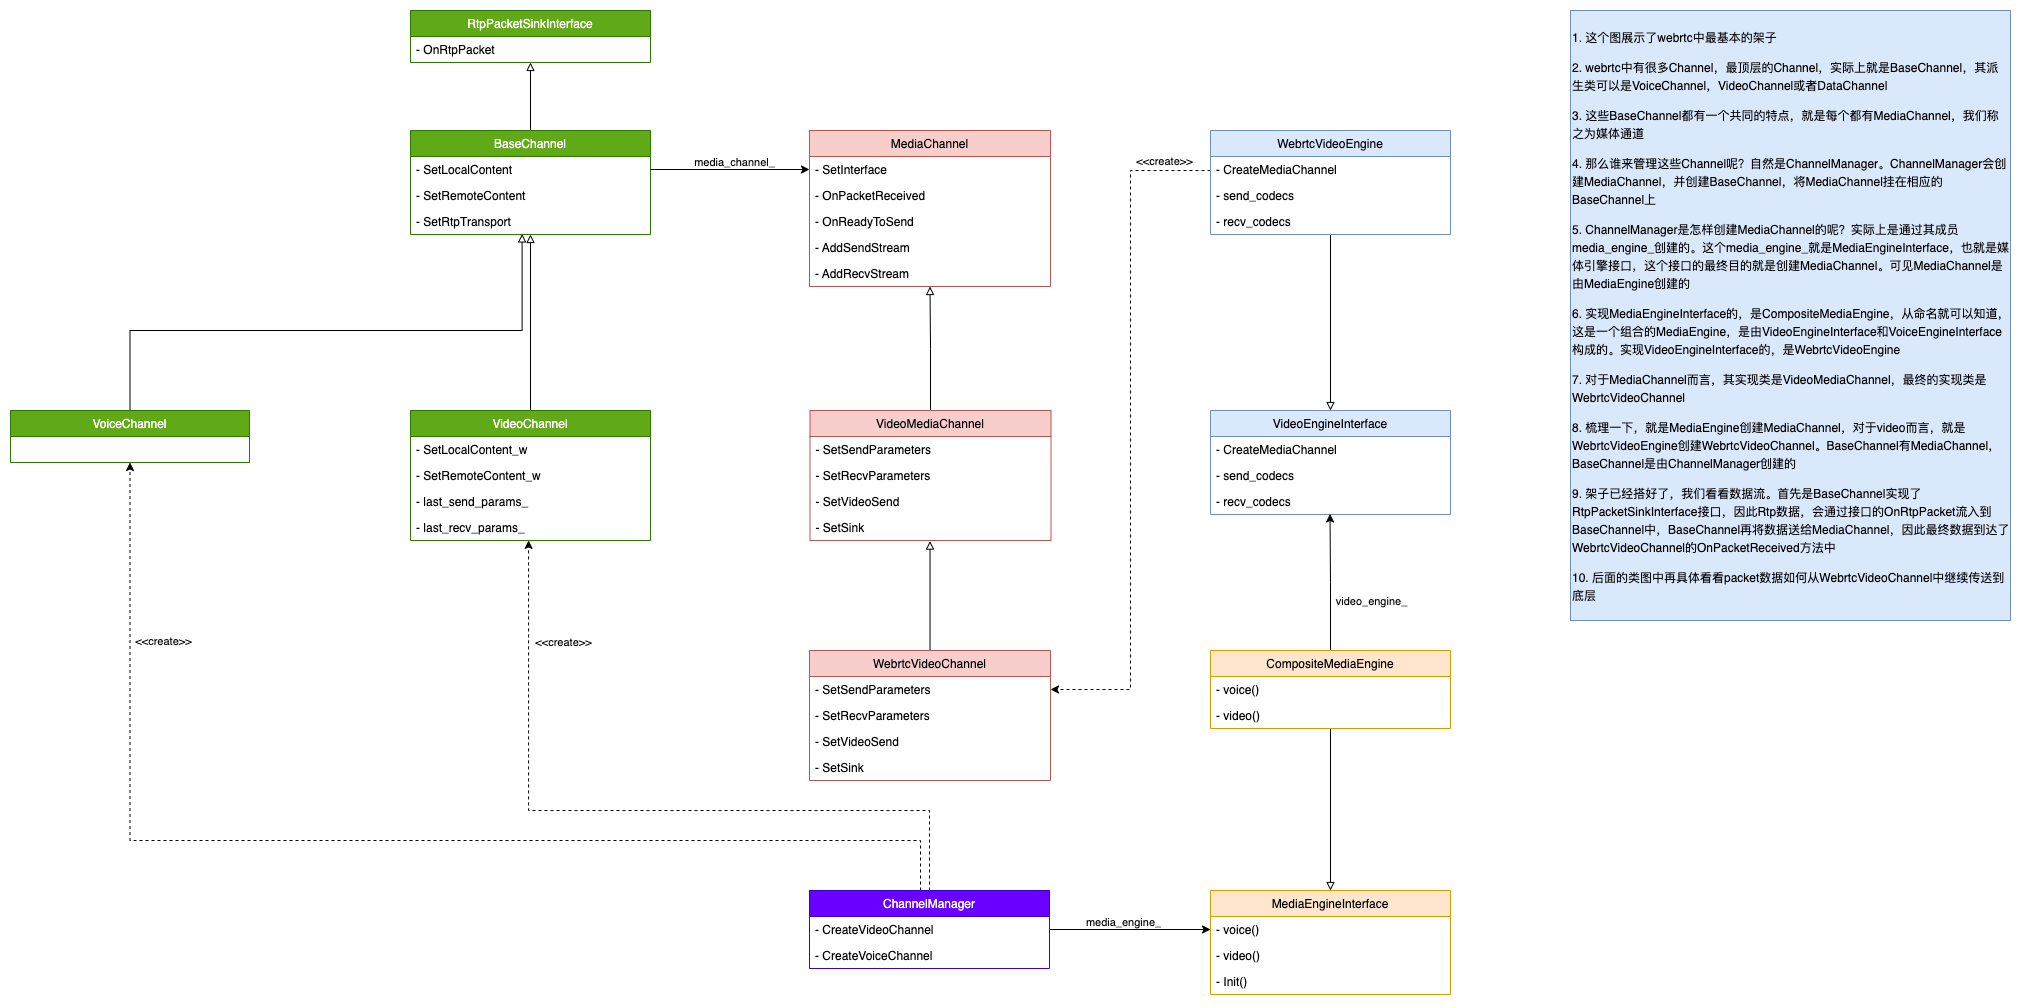 RtpPacketSinkInterface
- OnRtpPacket
BaseChannel
- SetLocalContent
- SetRemoteContent
- SetRtpTransport
media_channel_
MediaChannel
- SetInterface
- OnPacketReceived
- OnReadyToSend
- AddSendStream
- AddRecvStream
<<create>>
WebrtcVideoEngine
- CreateMediaChannel
- send_codecs
- recv_codecs
VoiceChannel
VideoChannel
- SetLocalContent_w
- SetRemoteContent_w
- last_send_params_
- last_recv_params_
VideoMediaChannel
- SetSendParameters
- SetRecvParameters
- SetVideoSend
- SetSink
VideoEngineInterface
- CreateMediaChannel
- send_codecs
- recv_codecs
video_engine_
<<create>>
<<create>>
WebrtcVideoChannel
- SetSendParameters
- SetRecvParameters
- SetVideoSend
- SetSink
CompositeMediaEngine
- voice()
- video()
ChannelManager
- CreateVideoChannel
- CreateVoiceChannel
media_engine_
MediaEngineInterface
- voice()
- video()
- Init()
1. 这个图展示了webrtc中最基本的架子
2. webrtc中有很多Channel，最顶层的Channel，实际上就是BaseChannel，其派
生类可以是VoiceChannel，VideoChannel或者DataChannel
3. 这些BaseChannel都有一个共同的特点，就是每个都有MediaChannel，我们称
之为媒体通道
4. 那么谁来管理这些Channel呢？自然是ChannelManager。ChannelManager会创
建MediaChannel，并创建BaseChannel，将MediaChannel挂在相应的
BaseChannel上
5. ChannelManager是怎样创建MediaChannel的呢？实际上是通过其成员
media_engine_创建的。这个media_engine_就是MediaEngineInterface，也就是媒
体引擎接口，这个接口的最终目的就是创建MediaChannel。可见MediaChannel是
由MediaEngine创建的
6. 实现MediaEngineInterface的，是CompositeMediaEngine，从命名就可以知道，
这是一个组合的MediaEngine，是由VideoEngineInterface和VoiceEngineInterface
构成的。实现VideoEngineInterface的，是WebrtcVideoEngine
7. 对于MediaChannel而言，其实现类是VideoMediaChannel，最终的实现类是
WebrtcVideoChannel
8. 梳理一下，就是MediaEngine创建MediaChannel，对于video而言，就是
WebrtcVideoEngine创建WebrtcVideoChannel。BaseChannel有MediaChannel，
BaseChannel是由ChannelManager创建的
9. 架子已经搭好了，我们看看数据流。首先是BaseChannel实现了
RtpPacketSinkInterface接口，因此Rtp数据，会通过接口的OnRtpPacket流入到
BaseChannel中，BaseChannel再将数据送给MediaChannel，因此最终数据到达了
WebrtcVideoChannel的OnPacketReceived方法中
10. 后面的类图中再具体看看packet数据如何从WebrtcVideoChannel中继续传送到
底层